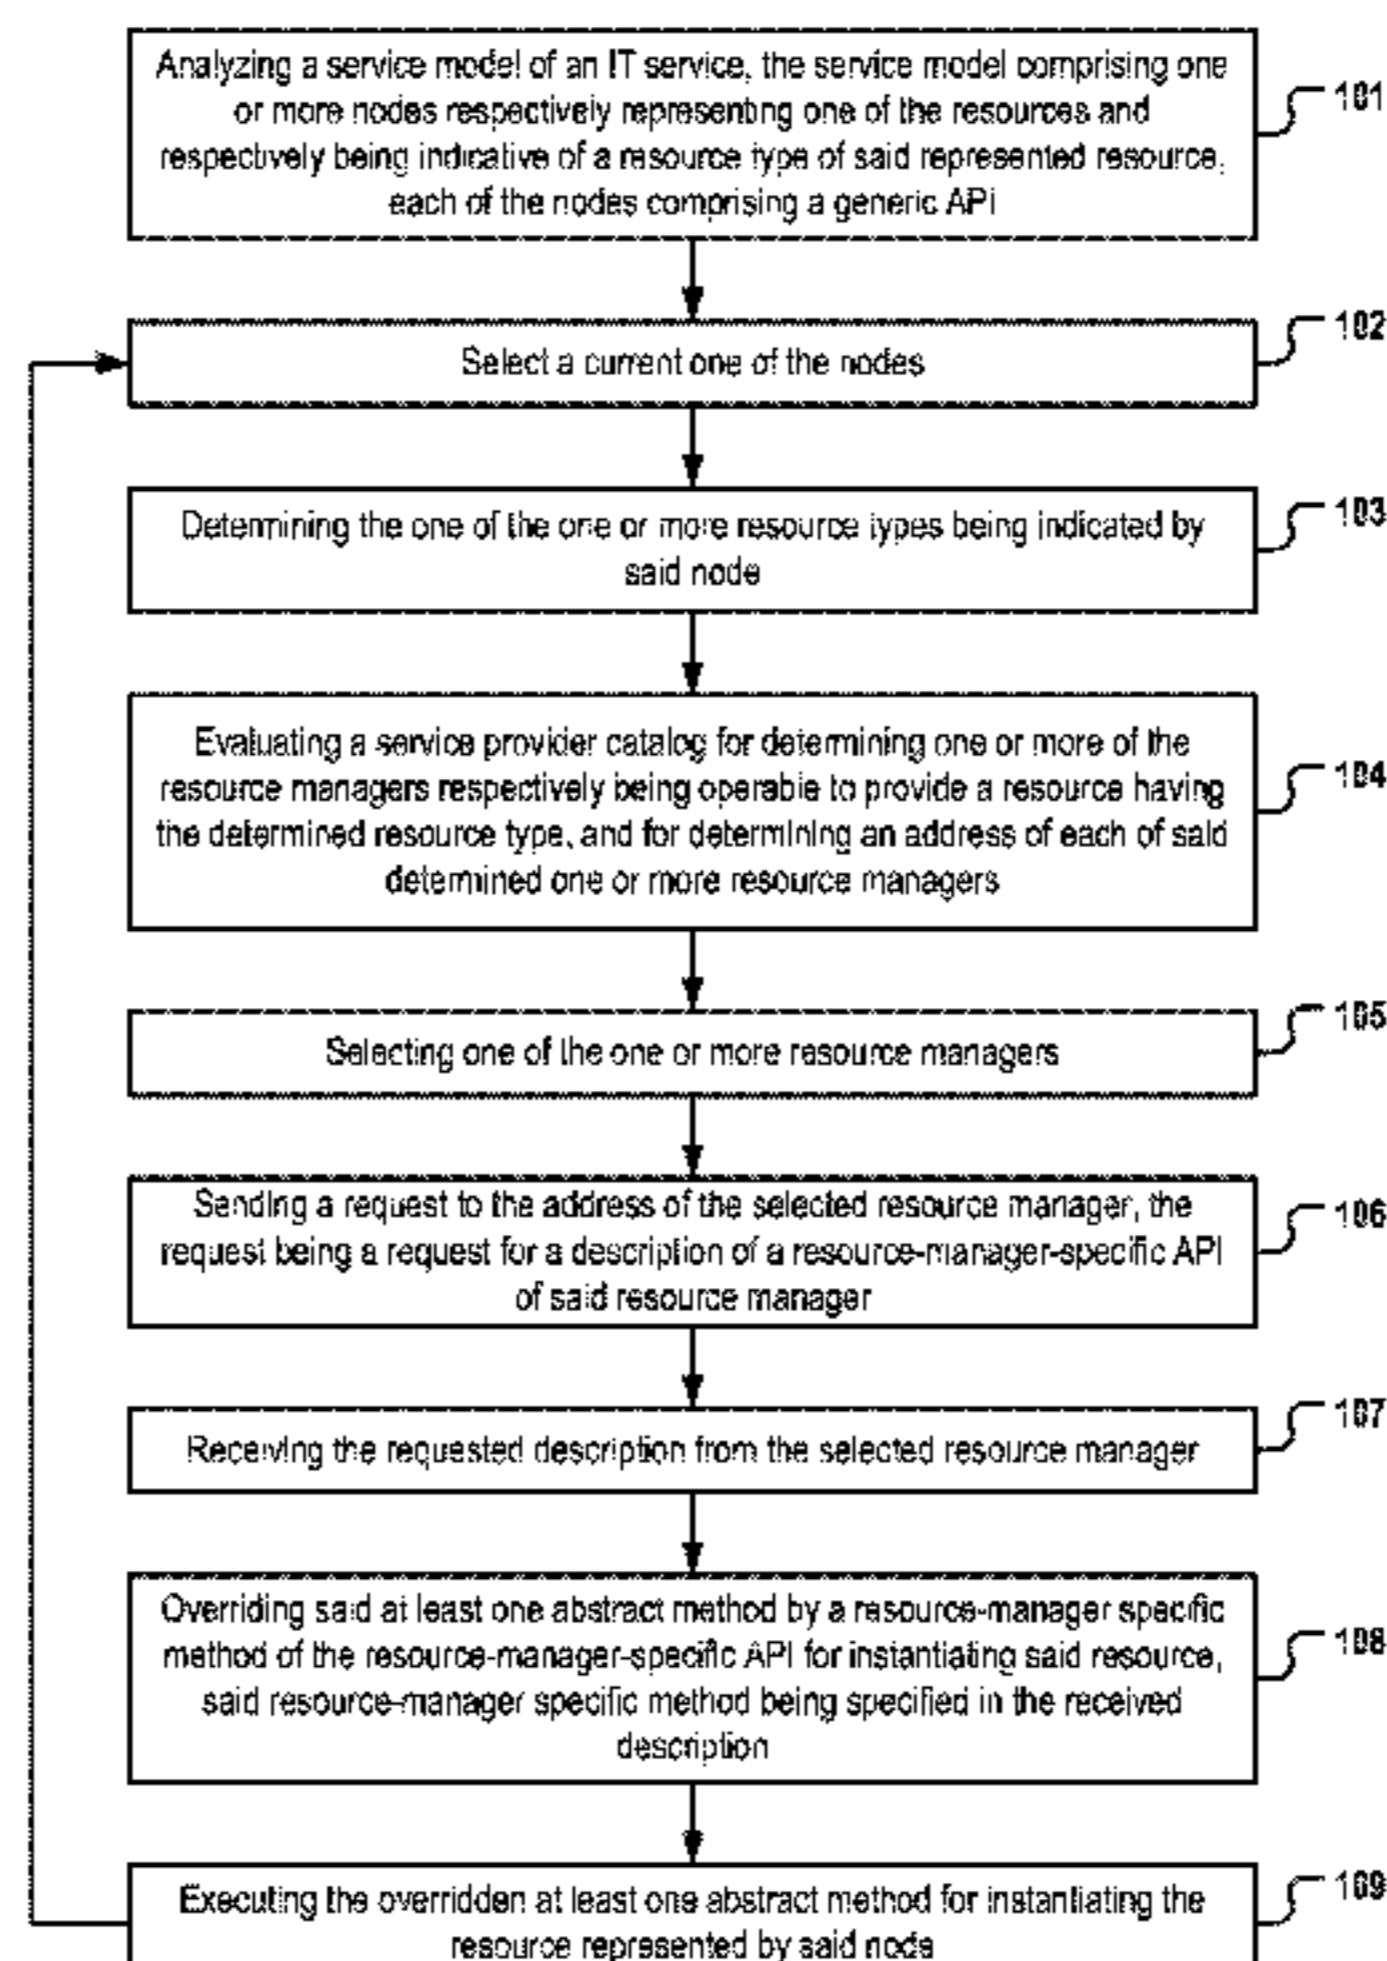 Analyzing a service model of an IT service, the service model comprising one
or more nodes respectively representing one of the resources and
respectively being indicative of a resource type of said represented resource,
each of the nodes comprising a generic API
101
Select a current one of the nodes
102
Determining the one of the one or more resource types being indicated by
said node
103
Evaluating a service provider catalog for determining one or more of the
resource managers respectively being operable to provide a resource having
the determined resource type, and for determining an address of each of said
determined one or more resource managers
104
Selecting one of the one or more resource managers
105
Sending a request to the address of the selected resource manager, the
request being a request for a description of a resource-manager-specific API
of said resource manager
106
Receiving the requested description from the selected resource manager
107
Overriding said at least one abstract method by a resource-manager specific
method of the resource-manager-specific API for instantiating said resource,
said resource-manager specific method being specified in the received
description
108
Executing the overridden at least one abstract method for instantiating the
resource represented by said node
109